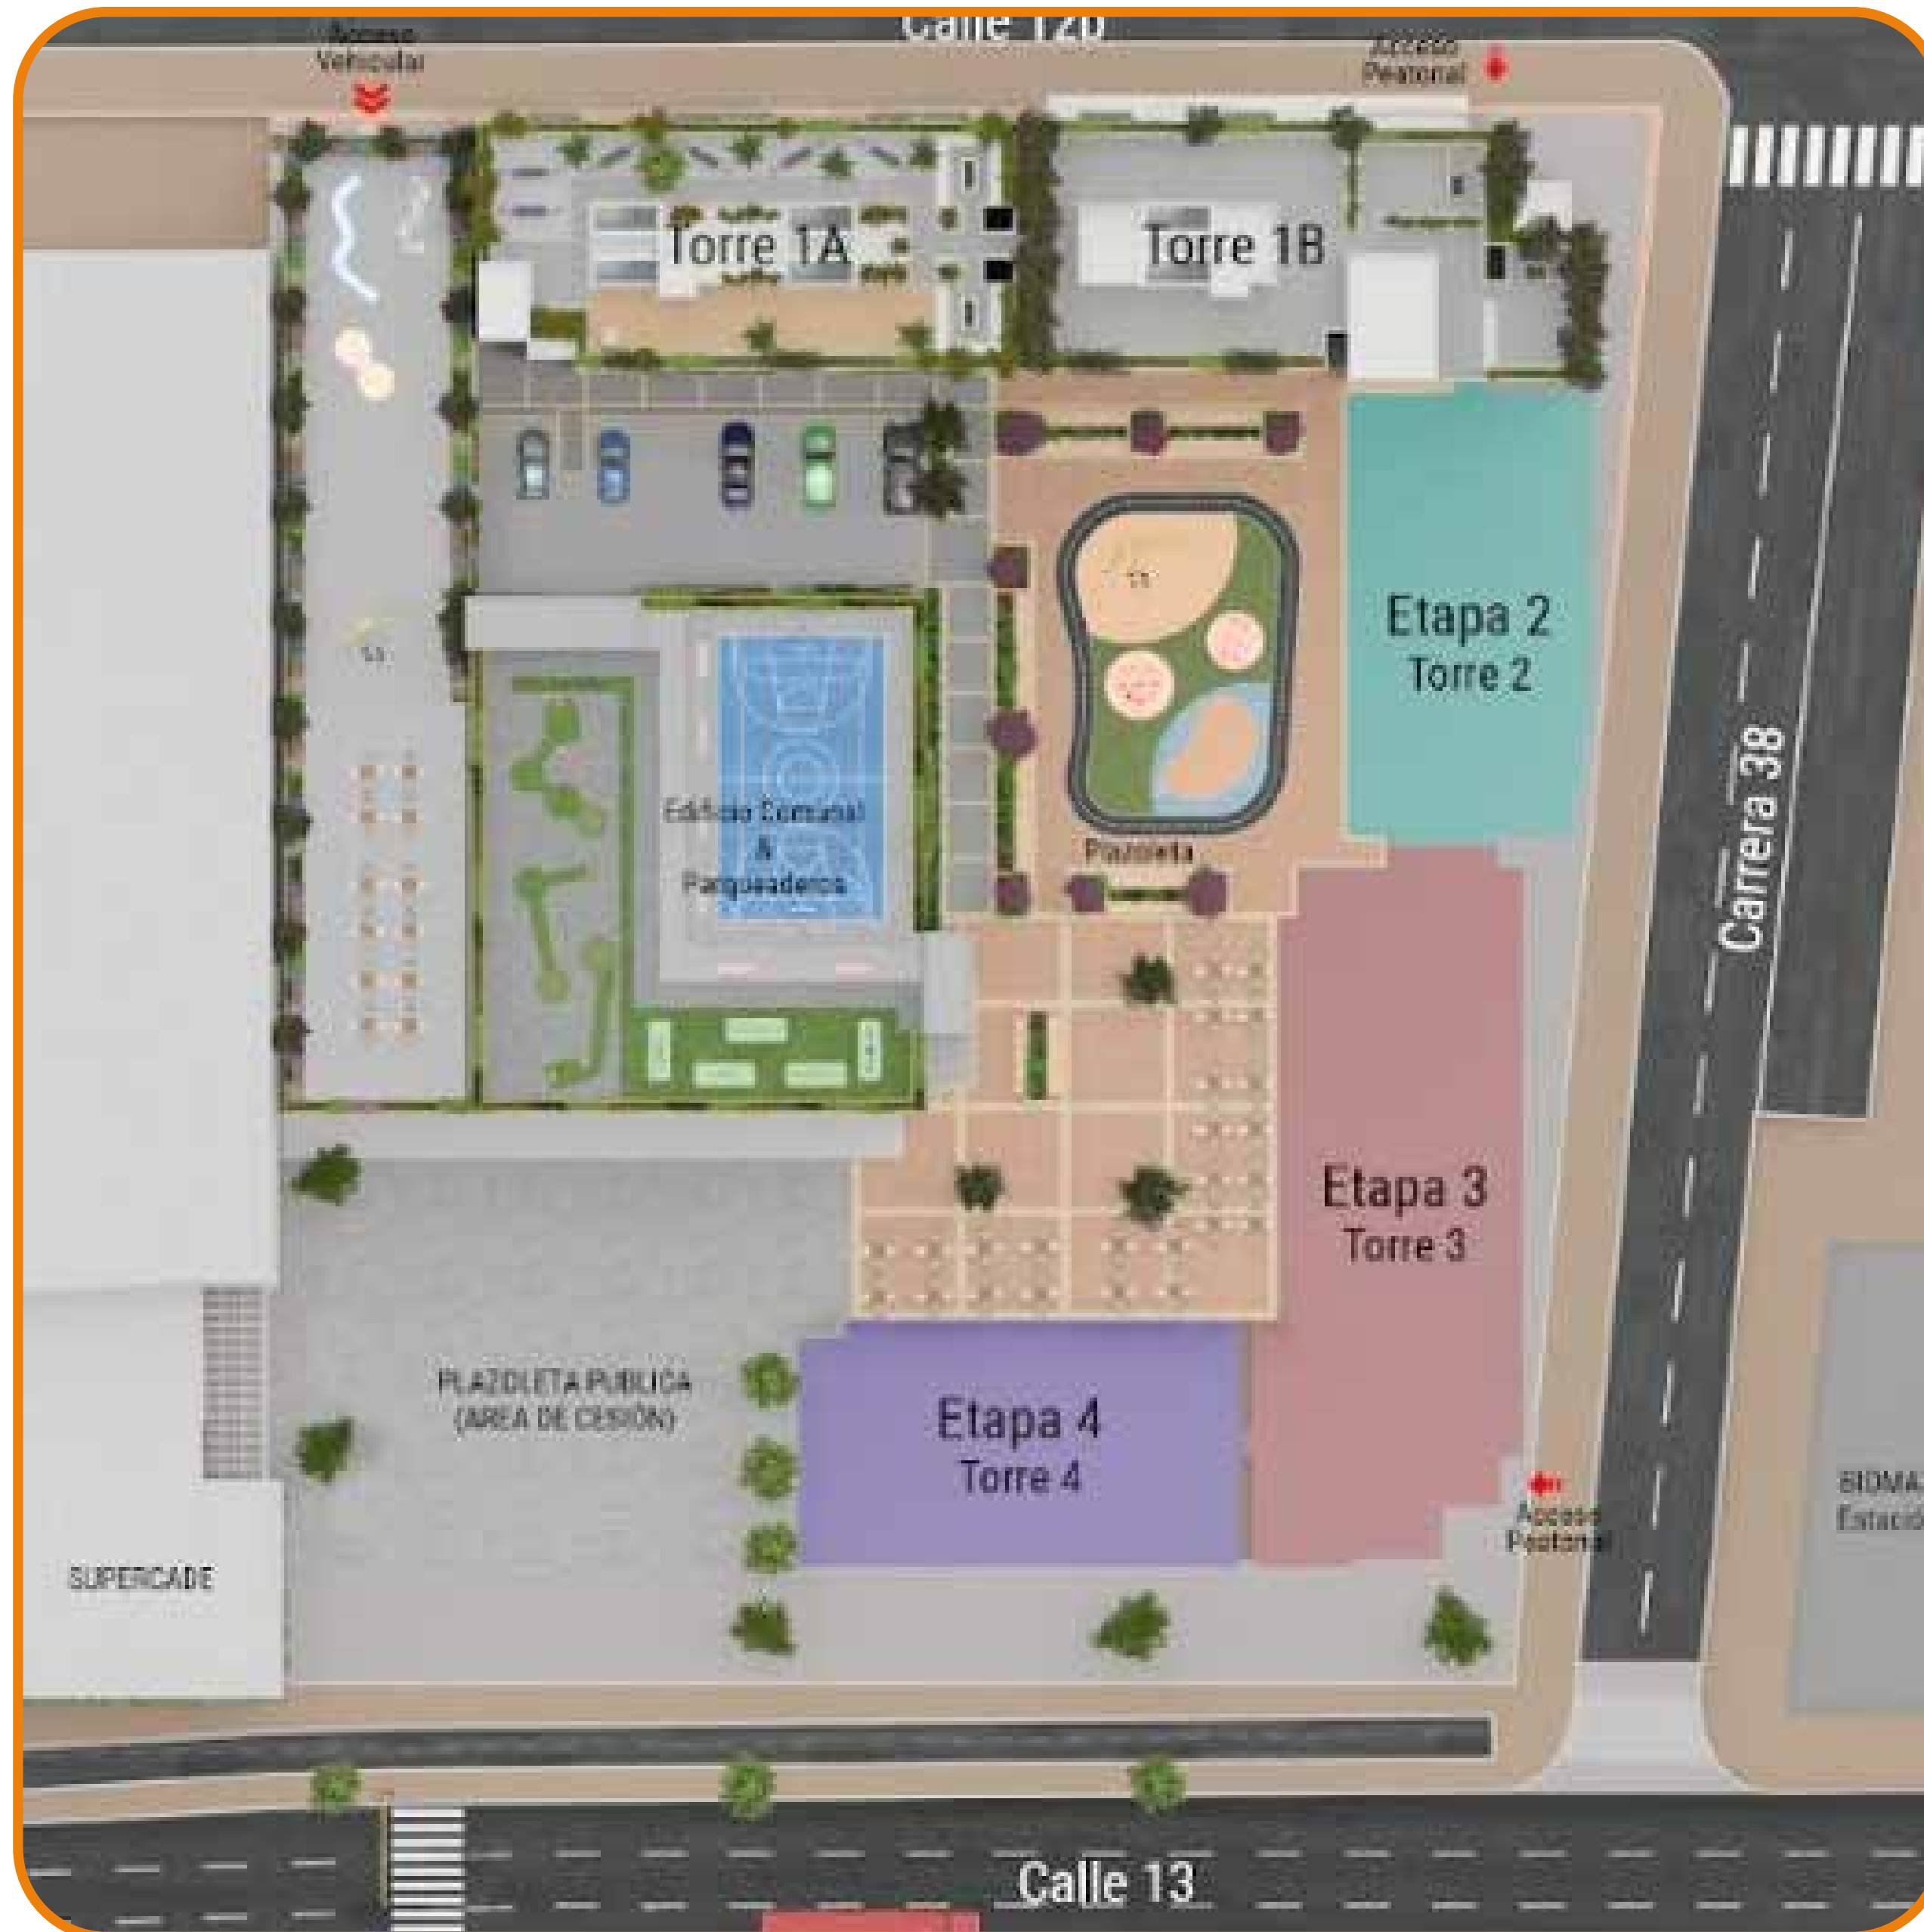 Calle 12b
Acceso
Vehicular
Acceso
Peatonal
Torre 1A
Torre 1B
Etapa 2
Torre 2
Carrera 38
Edificio Comunal
&
Parqueaderos
Plazoleta
Etapa 3
Torre 3
PLAZOLETA PUBLICA
(AREA DE CESIÓN)
Etapa 4
Torre 4
Acceso
Peatonal
SUPERCADE
Calle 13